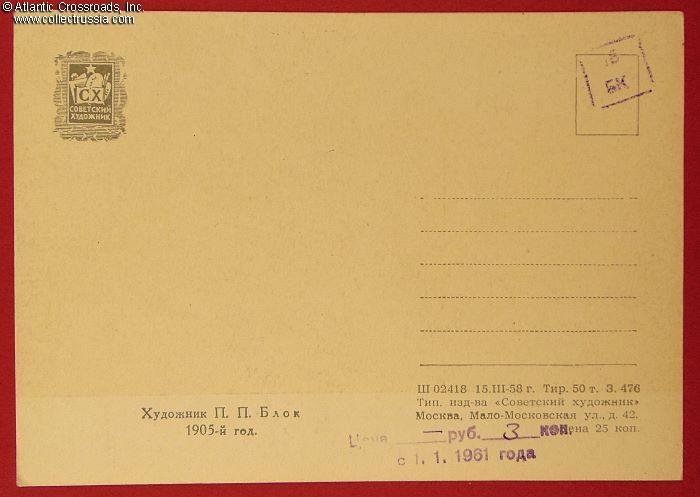 © Atlantic Crossroads, Inc.
www.collectrussia.com
СХ
СОВЕТСКИЙ
ХУДОЖНИК
БК
Художник П. П. Блок
1905-й год.
Ш 02418 15.III-58 г. Тир. 50 т. З. 476
Тип. изд-ва «Советский художник»
Москва, Мало-Московская ул., д. 42.
Цена 25 коп.
Цена — руб. 3 коп.
с 1. 1. 1961 года